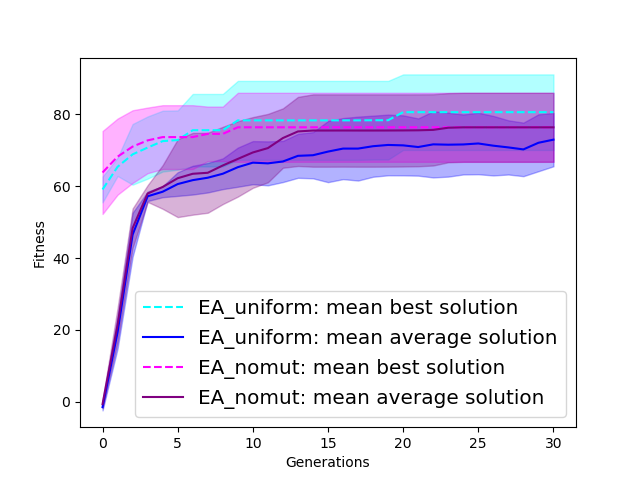 Fitness
80
60
40
20
0
EA_uniform: mean best solution
EA_uniform: mean average solution
EA_nomut: mean best solution
EA_nomut: mean average solution
0 5 10 15 20 25 30
Generations